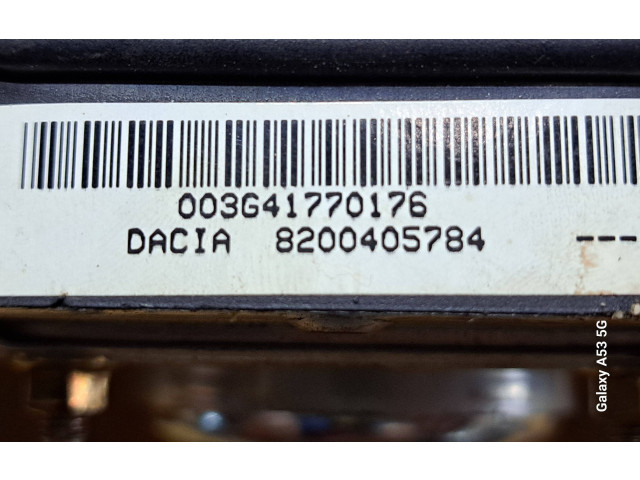 003G41770176
DACIA 8200405784 ---
Galaxy A53 5G